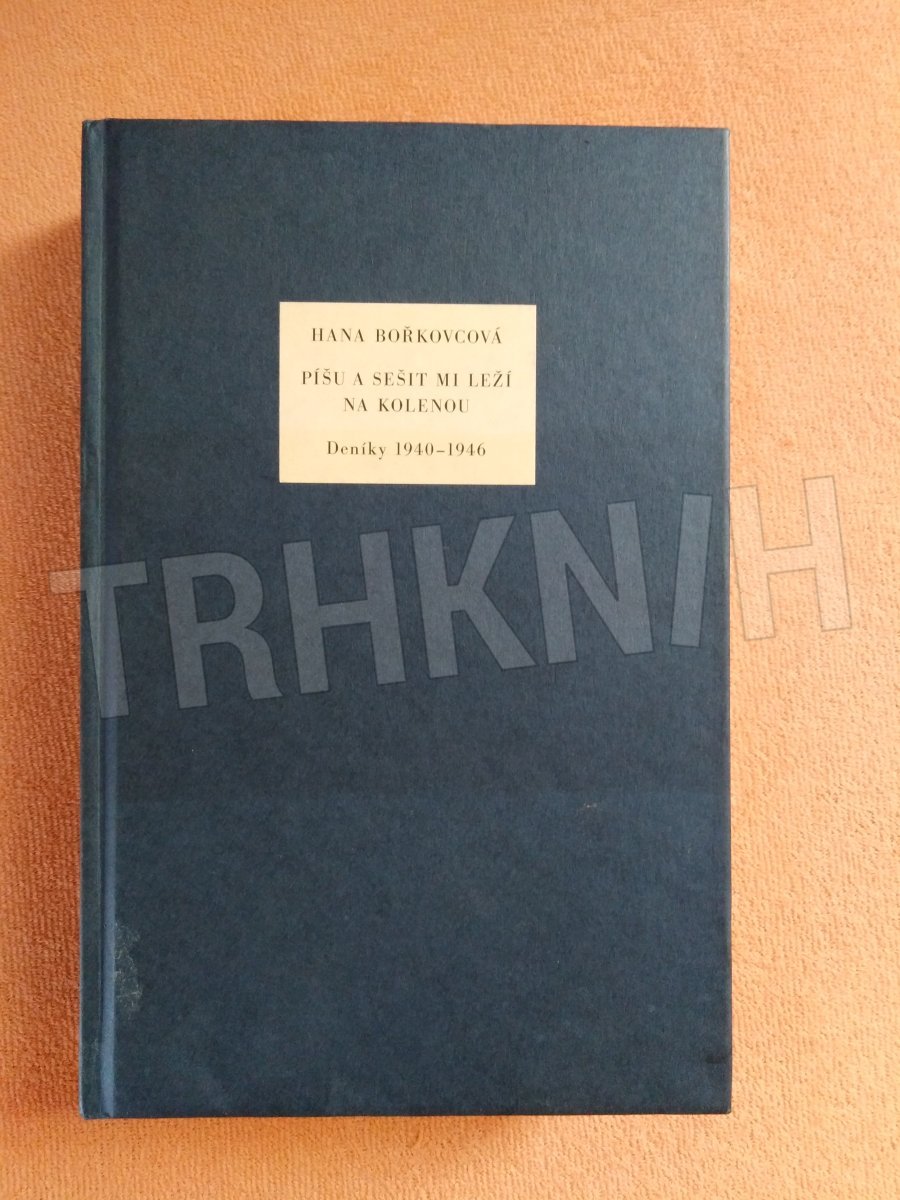 HANA BOŘKOVCOVÁ
PÍŠU A SEŠIT MI LEŽÍ
NA KOLENOU
Deníky 1940–1946
TRHKNIH